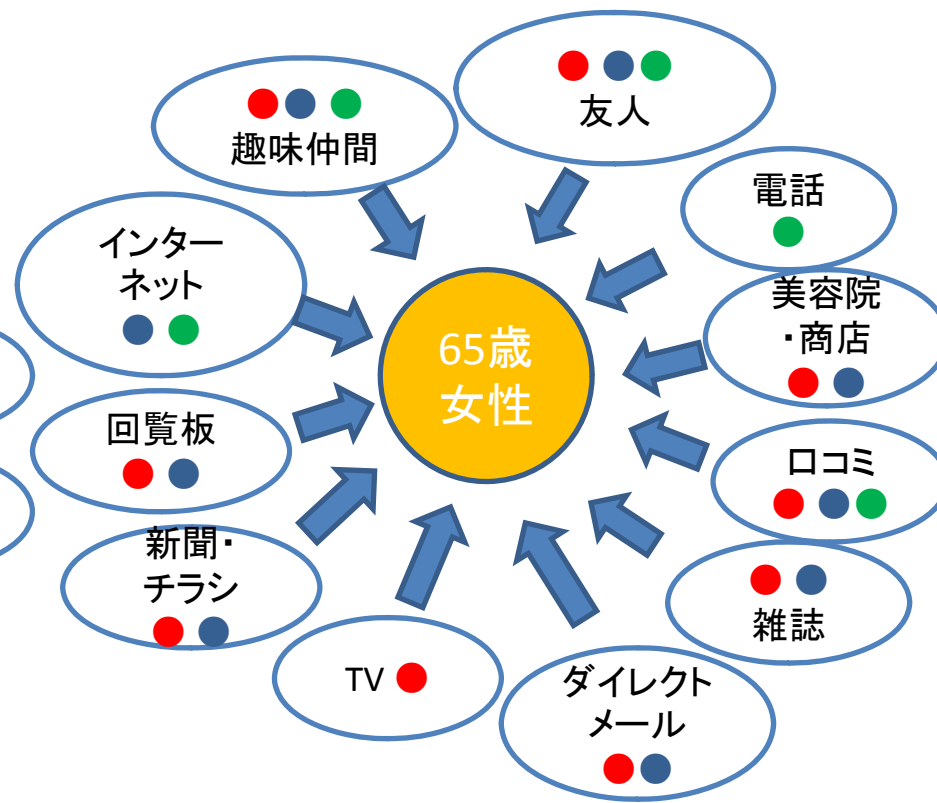 友人
趣味仲間
電話
インター
ネット
美容院
・商店
65歳
女性
回覧板
口コミ
新聞・
チラシ
雑誌
TV
ダイレクト
メール